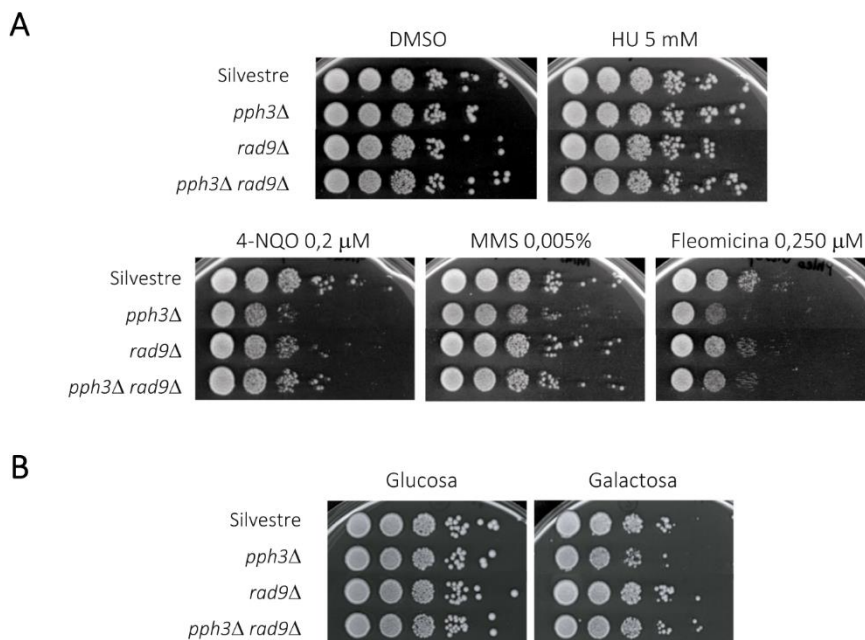 A
DMSO
HU 5 mM
Silvestre
pph3Δ
rad9Δ
pph3Δ rad9Δ
4-NQO 0,2 μM
MMS 0,005%
Fleomicina 0,250 μM
Silvestre
pph3Δ
rad9Δ
pph3Δ rad9Δ
B
Glucosa
Galactosa
Silvestre
pph3Δ
rad9Δ
pph3Δ rad9Δ